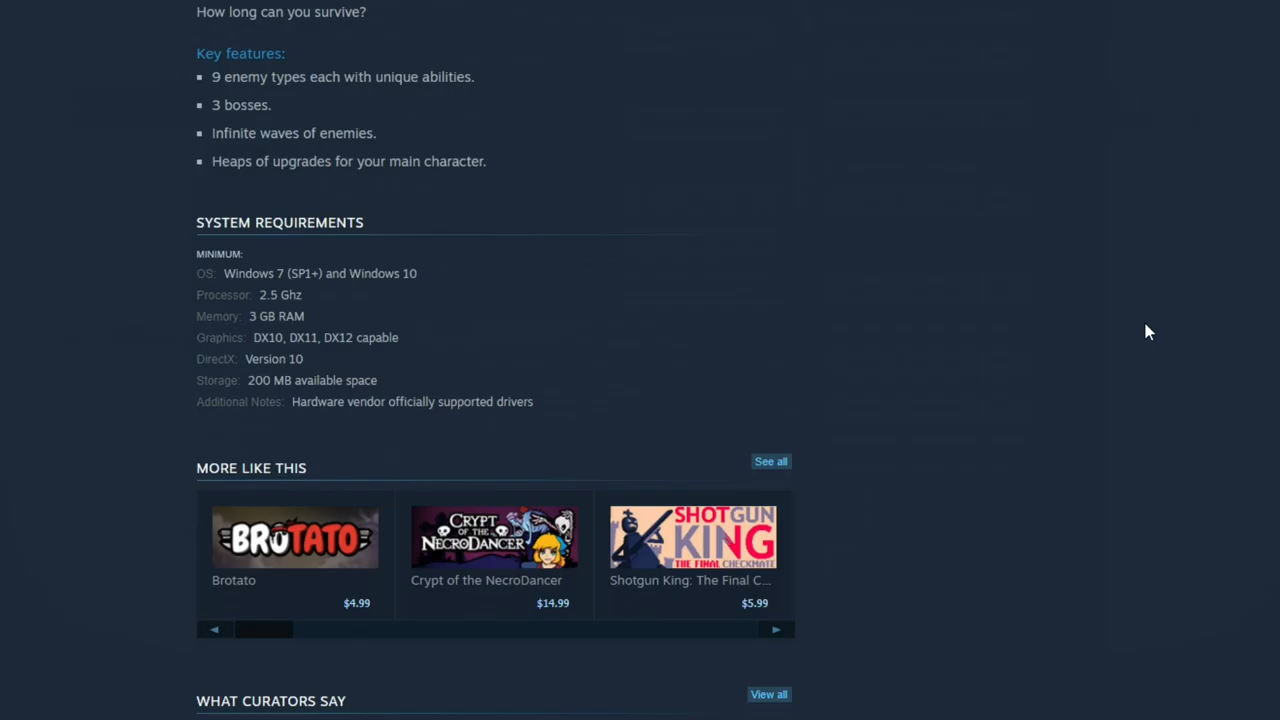 How long can you survive?
Key features:
9 enemy types each with unique abilities.
3 bosses.
Infinite waves of enemies.
Heaps of upgrades for your main character.
SYSTEM REQUIREMENTS
MINIMUM:
OS: Windows 7 (SP1+) and Windows 10
Processor: 2.5 Ghz
Memory: 3 GB RAM
Graphics: DX10, DX11, DX12 capable
DirectX: Version 10
Storage: 200 MB available space
Additional Notes: Hardware vendor officially supported drivers
MORE LIKE THIS
See all
BROTATO
Brotato
$4.99
CRYPT
OF THE
NECRODANCER
Crypt of the NecroDancer
$14.99
SHOTGUN
KING
THE FINAL CHECKMATE
Shotgun King: The Final C...
$5.99
WHAT CURATORS SAY
View all